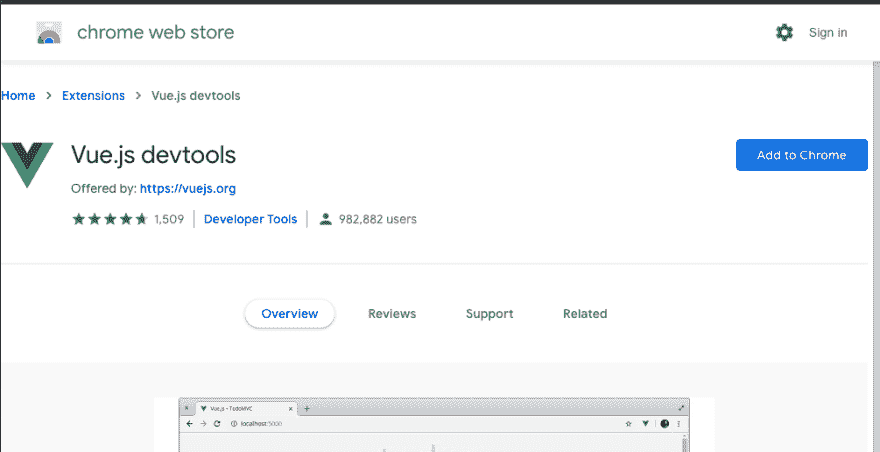 chrome web store
Sign in
Home > Extensions > Vue.js devtools
Vue.js devtools
Add to Chrome
Offered by: https://vuejs.org
1,509 | Developer Tools | 982,882 users
Overview Reviews Support Related
Vue.js • TodoMVC
localhost:5000